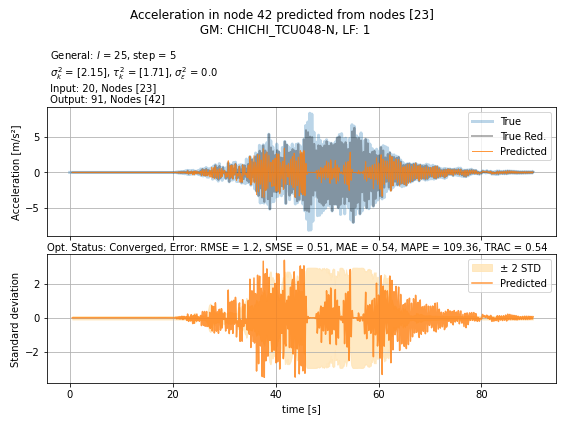 Acceleration in node 42 predicted from nodes [23]
GM: CHICHI_TCU048-N, LF: 1
General: l = 25, step = 5
σ²ₖ = [2.15], τ²ₖ = [1.71], σ²ε = 0.0
Input: 20, Nodes [23]
Output: 91, Nodes [42]
Acceleration [m/s²]
5
0
−5
True
True Red.
Predicted
Opt. Status: Converged, Error: RMSE = 1.2, SMSE = 0.51, MAE = 0.54, MAPE = 109.36, TRAC = 0.54
Standard deviation
2
0
−2
± 2 STD
Predicted
0 20 40 60 80
time [s]